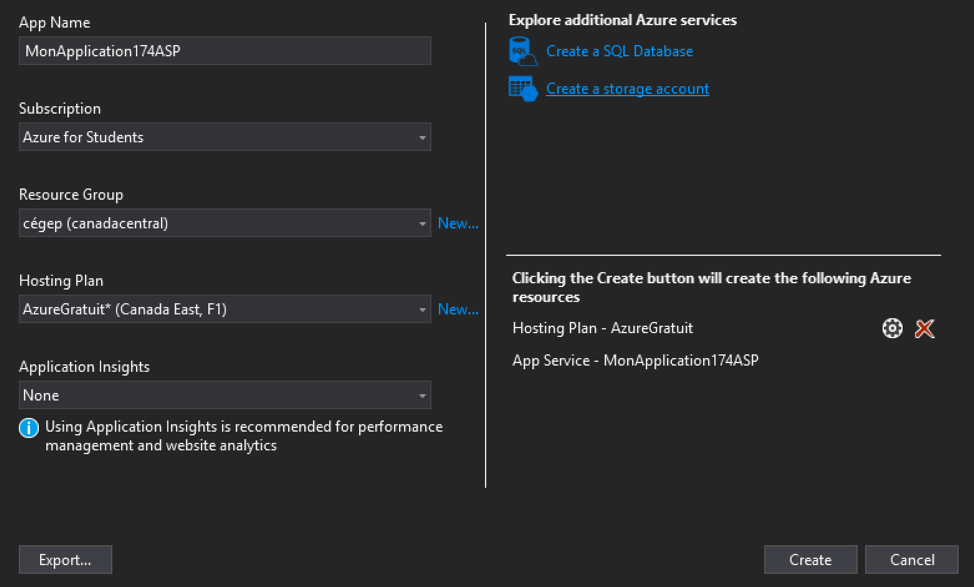 App Name
MonApplication174ASP
Subscription
Azure for Students
Resource Group
cégep (canadacentral)
New...
Hosting Plan
AzureGratuit* (Canada East, F1)
New...
Application Insights
None
Using Application Insights is recommended for performance
management and website analytics
Export...
Explore additional Azure services
SQL
Create a SQL Database
Create a storage account
Clicking the Create button will create the following Azure
resources
Hosting Plan - AzureGratuit
App Service - MonApplication174ASP
Create
Cancel